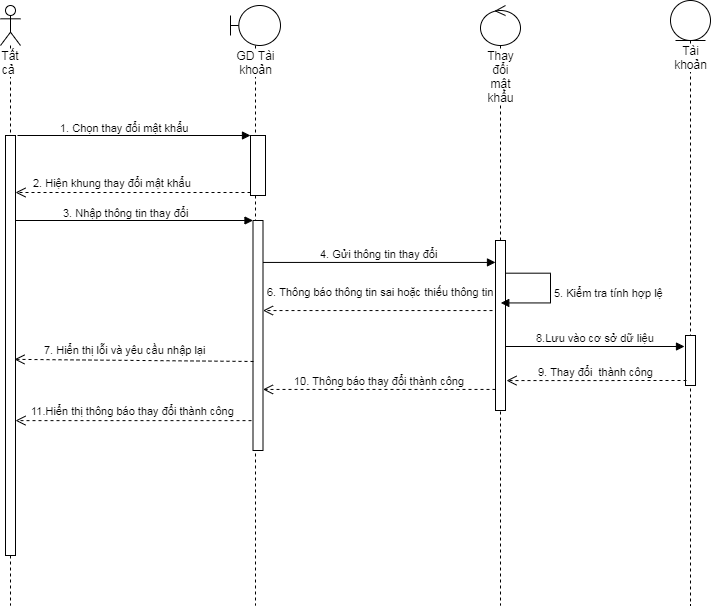 Tất
cả
GD Tài
khoản
Thay
đổi
mật
khẩu
Tài
khoản
1. Chọn thay đổi mật khẩu
2. Hiện khung thay đổi mật khẩu
3. Nhập thông tin thay đổi
4. Gửi thông tin thay đổi
5. Kiểm tra tính hợp lệ
6. Thông báo thông tin sai hoặc thiếu thông tin
7. Hiển thị lỗi và yêu cầu nhập lại
8.Lưu vào cơ sở dữ liệu
9. Thay đổi thành công
10. Thông báo thay đổi thành công
11.Hiển thị thông báo thay đổi thành công